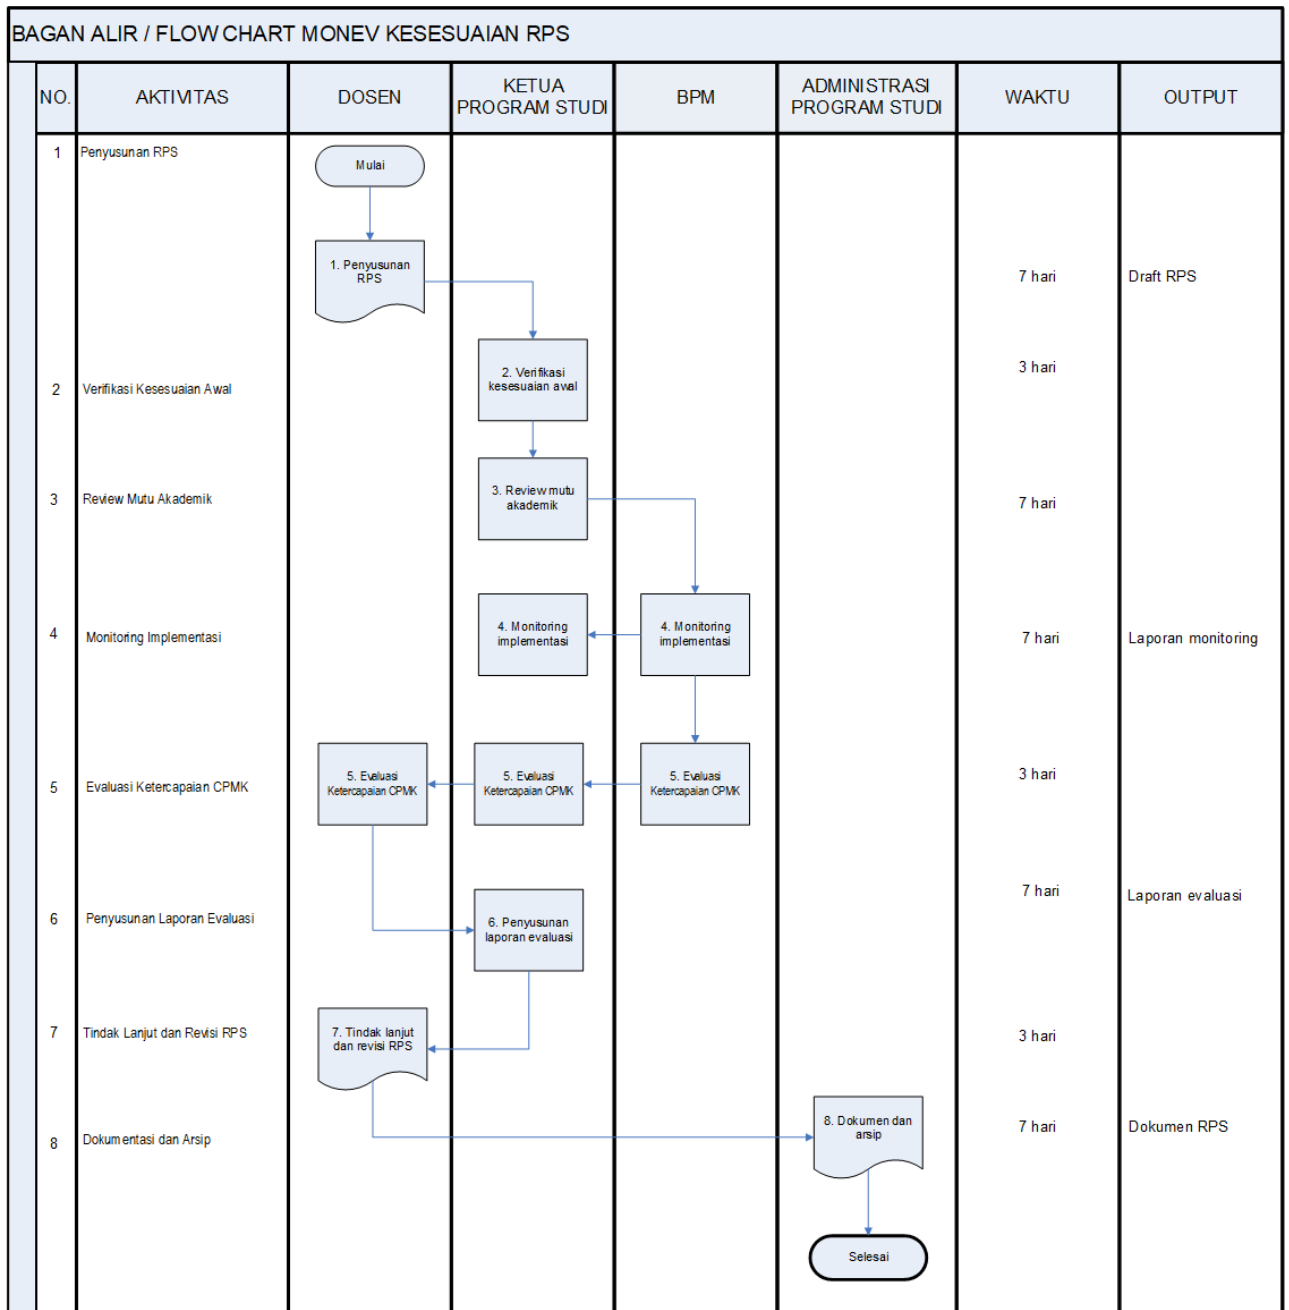 BAGAN ALIR / FLOW CHART MONEV KESESUAIAN RPS
NO.
AKTIVITAS
DOSEN
KETUA
PROGRAM STUDI
BPM
ADMINISTRASI
PROGRAM STUDI
WAKTU
OUTPUT
1
Penyusunan RPS
Mulai
1. Penyusunan
RPS
7 hari
Draft RPS
2
Verifikasi Kesesuaian Awal
2. Verifikasi
kesesuaian awal
3 hari
3
Review Mutu Akademik
3. Review mutu
akademik
7 hari
4
Monitoring Implementasi
4. Monitoring
implementasi
4. Monitoring
implementasi
7 hari
Laporan monitoring
5
Evaluasi Ketercapaian CPMK
5. Evaluasi
Ketercapaian CPMK
5. Evaluasi
Ketercapaian CPMK
5. Evaluasi
Ketercapaian CPMK
3 hari
6
Penyusunan Laporan Evaluasi
6. Penyusunan
laporan evaluasi
7 hari
Laporan evaluasi
7
Tindak Lanjut dan Revisi RPS
7. Tindak lanjut
dan revisi RPS
3 hari
8
Dokumentasi dan Arsip
8. Dokumen dan
arsip
7 hari
Dokumen RPS
Selesai